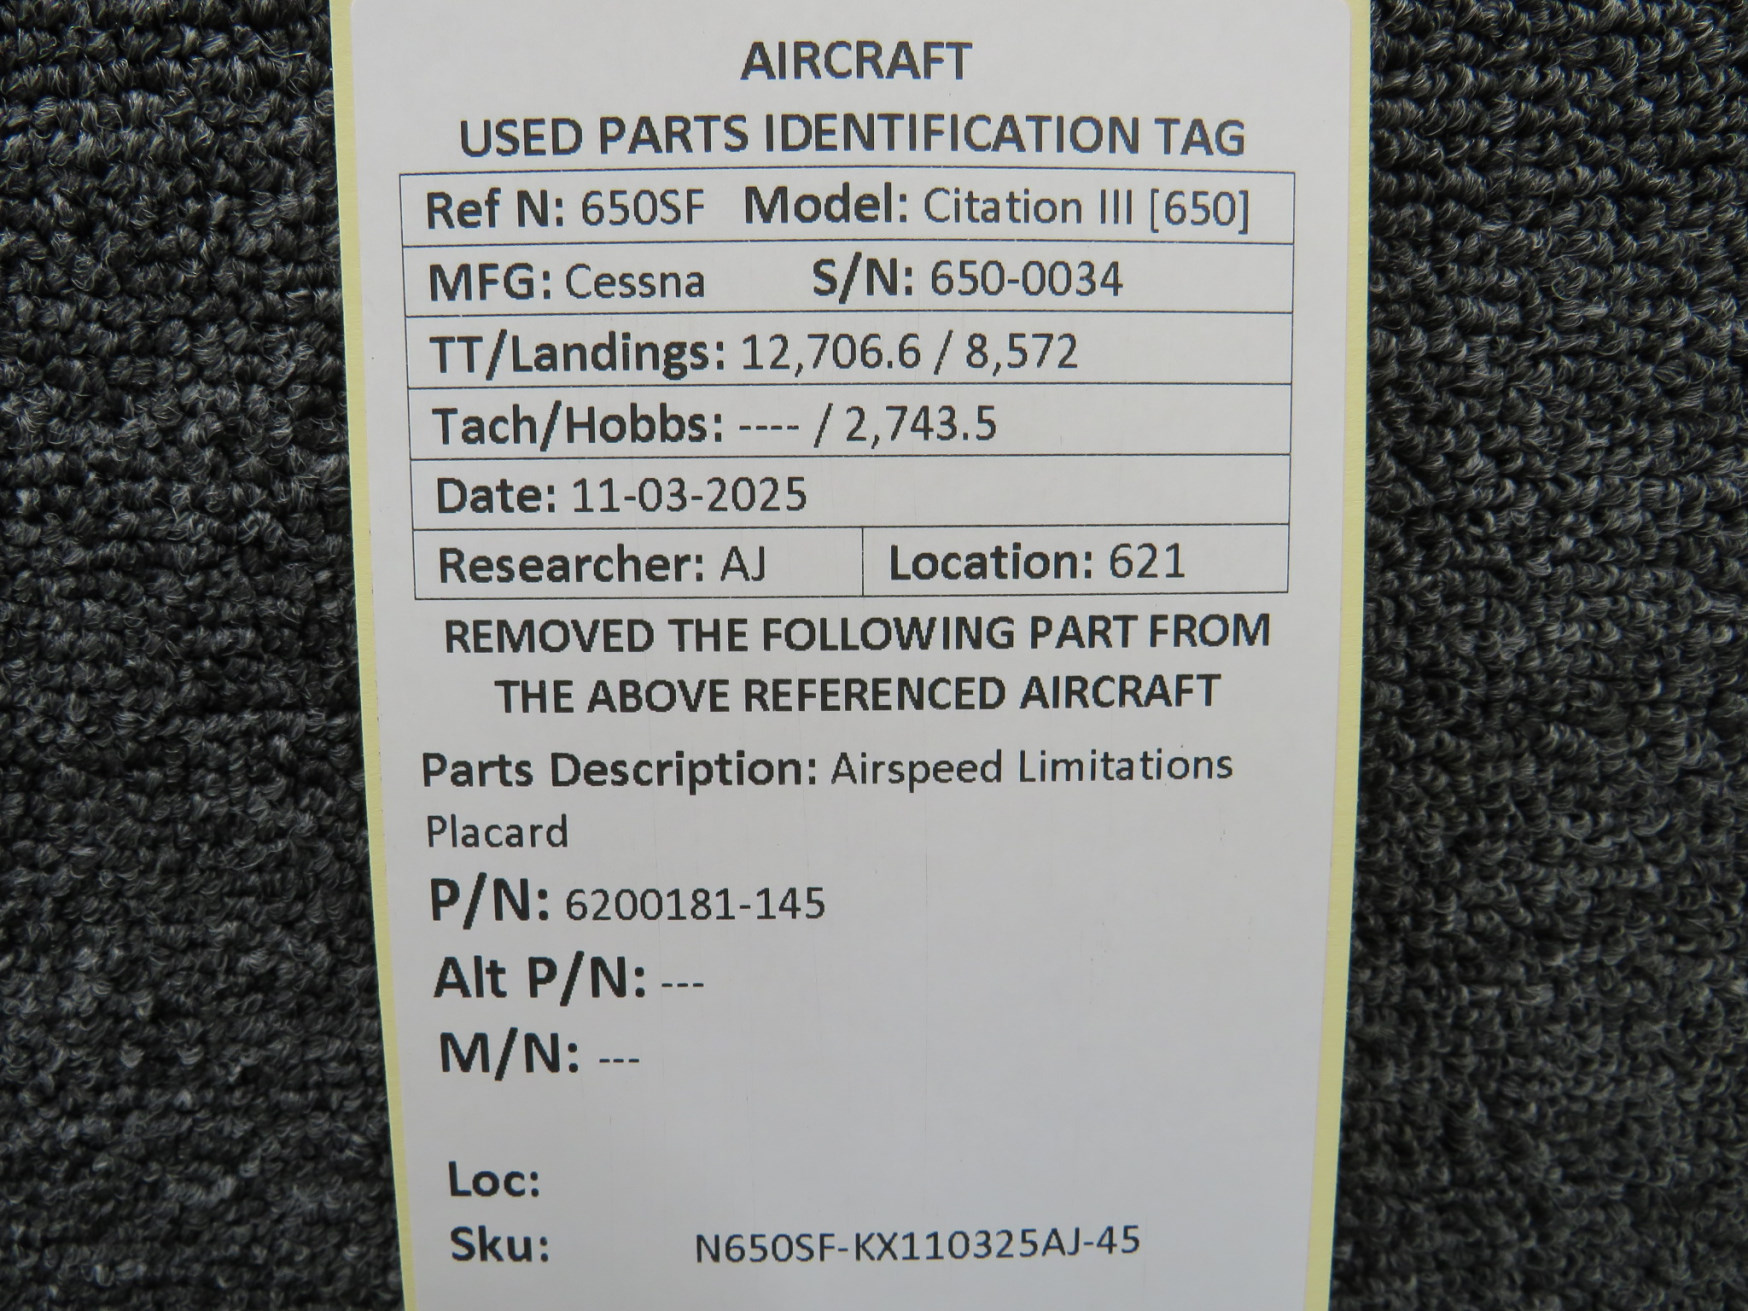 AIRCRAFT
USED PARTS IDENTIFICATION TAG
Ref N: 650SF Model: Citation III [650]
MFG: Cessna S/N: 650-0034
TT/Landings: 12,706.6 / 8,572
Tach/Hobbs: ---- / 2,743.5
Date: 11-03-2025
Researcher: AJ Location: 621
REMOVED THE FOLLOWING PART FROM
THE ABOVE REFERENCED AIRCRAFT
Parts Description: Airspeed Limitations
Placard
P/N: 6200181-145
Alt P/N: ---
M/N: ---
Loc:
Sku: N650SF-KX110325AJ-45